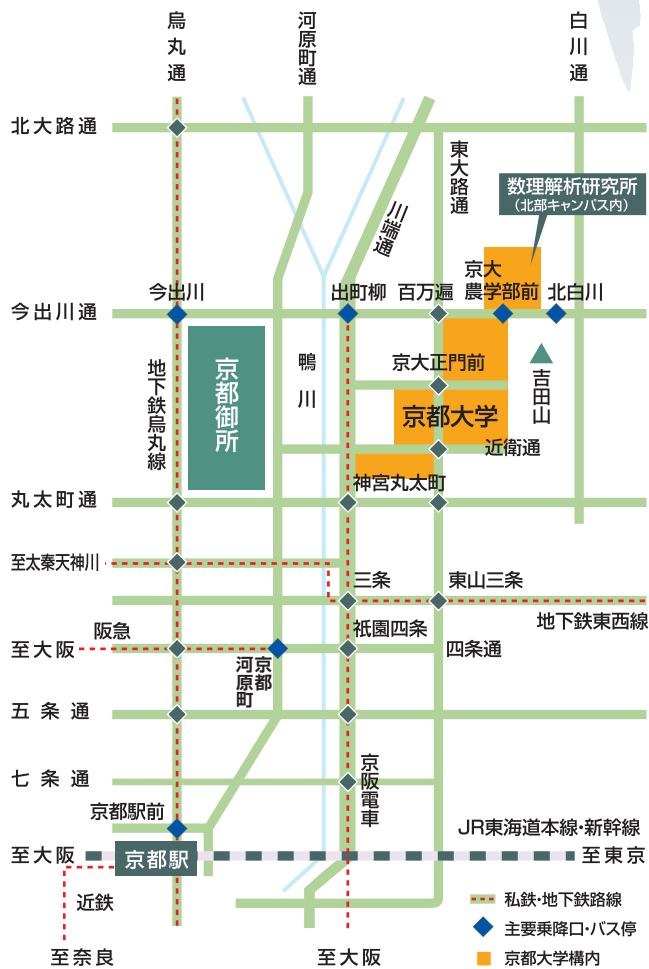 烏丸通
河原町通
白川通
北大路通
東大路通
数理解析研究所
（北部キャンパス内）
川端通
京大
農学部前
北白川
今出川
出町柳
百万遍
今出川通
地下鉄烏丸線
京都御所
鴨川
京大正門前
吉田山
京都大学
近衛通
神宮丸太町
丸太町通
至太秦天神川
三条
東山三条
地下鉄東西線
阪急
祇園四条
四条通
至大阪
京都
河原町
五条通
京阪電車
七条通
京都駅前
JR東海道本線・新幹線
至大阪
京都駅
至東京
近鉄
私鉄・地下鉄路線
主要乗降口・バス停
京都大学構内
至奈良
至大阪